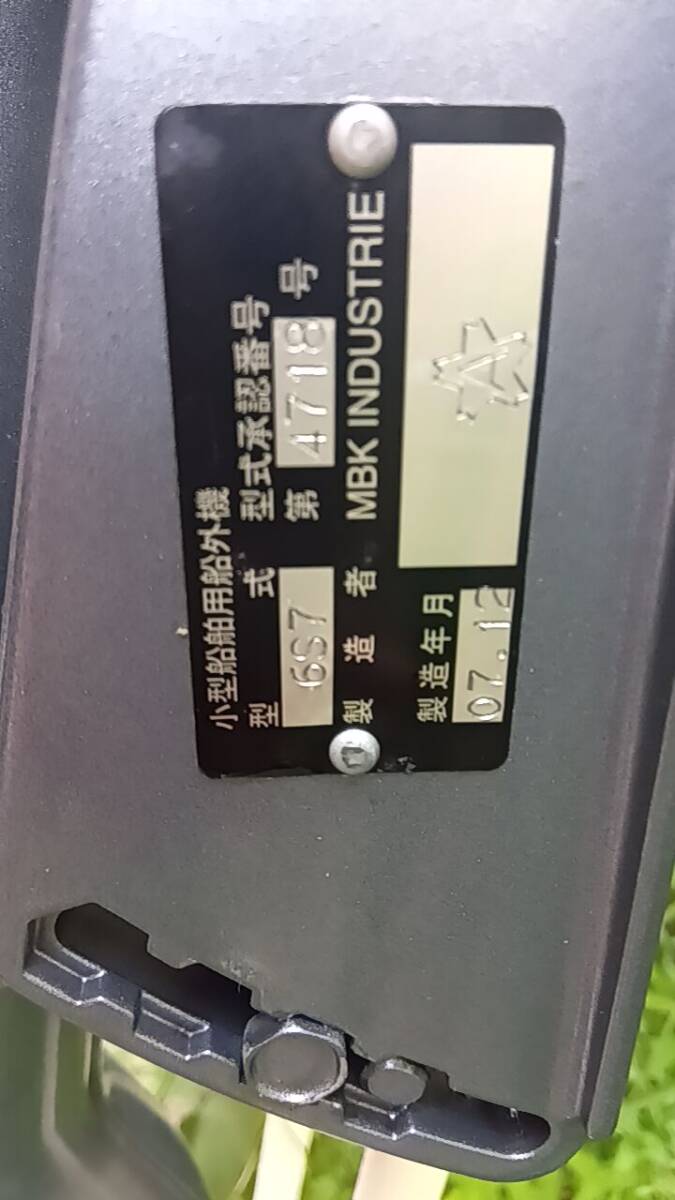 小型船舶用船外機
型式 型式承認番号
6S7 第 4718 号
製造者 MBK INDUSTRIE
製造年月
07.12